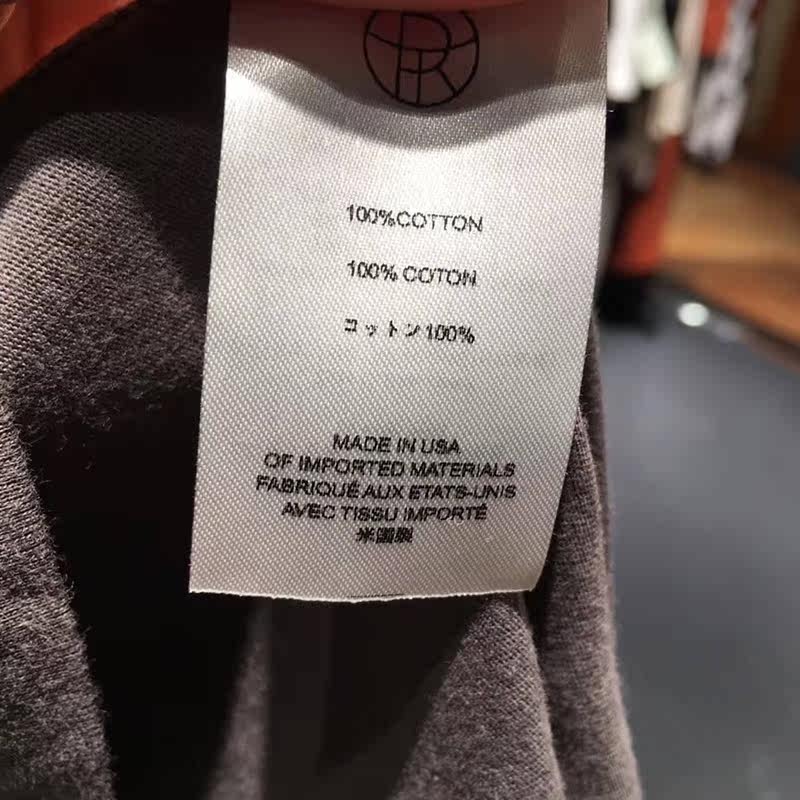 100%COTTON
100% COTON
コットン100%
MADE IN USA
OF IMPORTED MATERIALS
FABRIQUÉ AUX ETATS-UNIS
AVEC TISSU IMPORTÉ
米国製